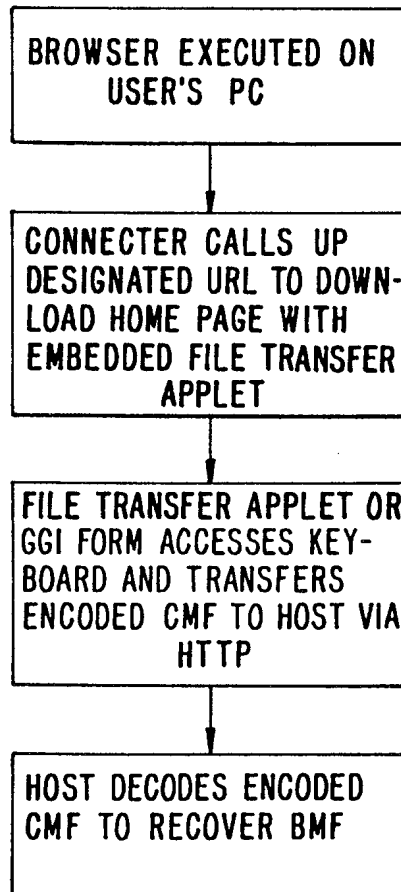 BROWSER EXECUTED ON
USER'S PC
CONNECTER CALLS UP
DESIGNATED URL TO DOWN-
LOAD HOME PAGE WITH
EMBEDDED FILE TRANSFER
APPLET
FILE TRANSFER APPLET OR
GGI FORM ACCESSES KEY-
BOARD AND TRANSFERS
ENCODED CMF TO HOST VIA
HTTP
HOST DECODES ENCODED
CMF TO RECOVER BMF